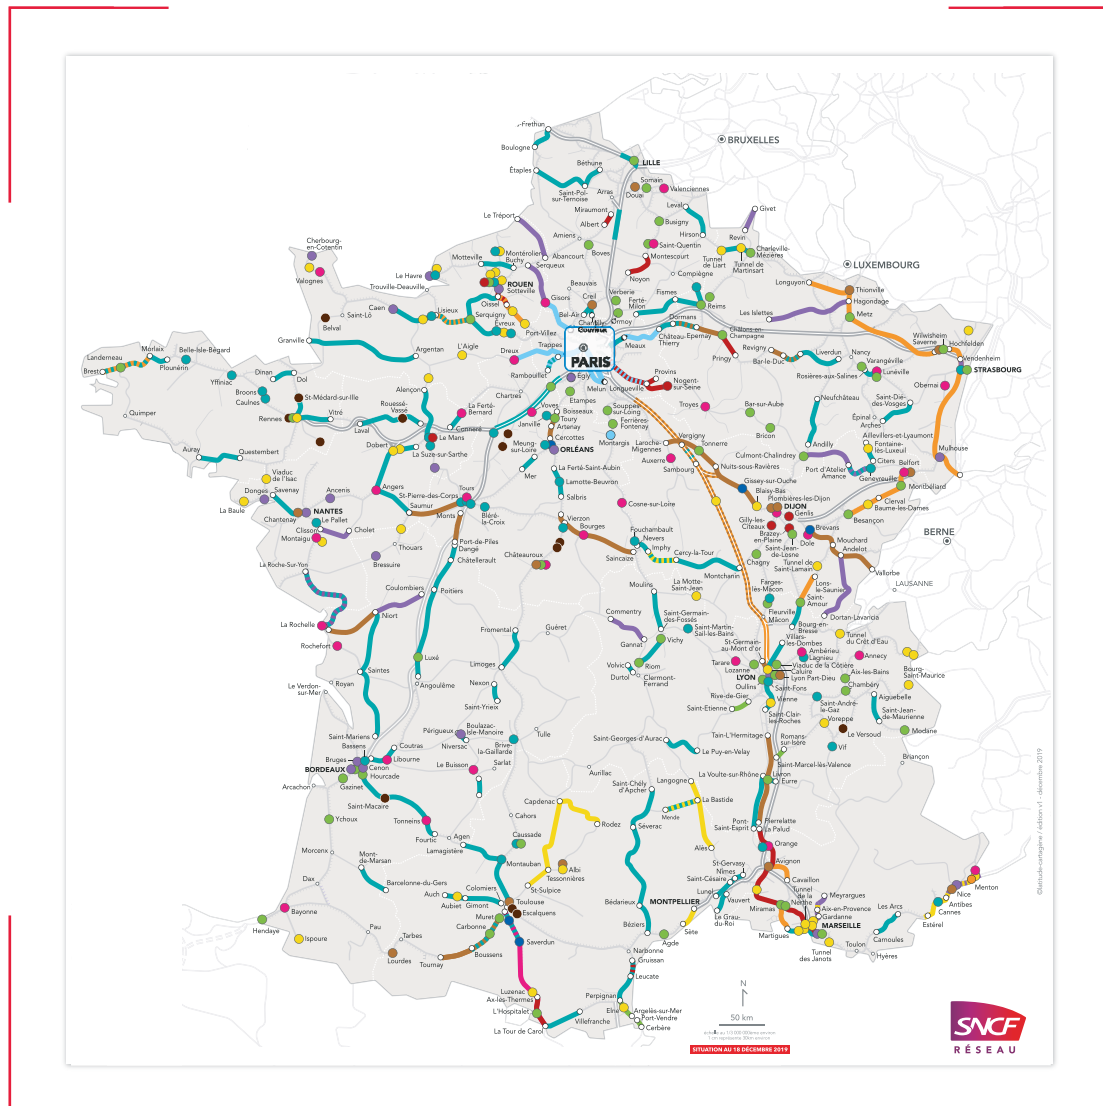 -Frethun
BRUXELLES
Boulogne
LILLE
Béthune
Étaples
Somain
Douai
Valenciennes
Saint-Pol-
sur-Ternoise
Arras
Leval
Givet
Le Tréport
Miraumont
Albert
Busigny
Hirson
Revin
Amiens
Saint-Quentin
Charleville-
Mézières
Cherbourg-
en-Cotentin
Valognes
Motteville
Montérolier-
Buchy
Abancourt
Serqueux
Boves
Montescourt
Tunnel
de Liart
Tunnel de
Martinsart
LUXEMBOURG
Le Havre
ROUEN
Sotteville
Noyon
Compiègne
Longuyon
Thionville
Trouville-Deauville
Beauvais
Creil
Verberie
Fismes
Hagondage
Oissel
Gisors
Ferté-
Milon
Reims
Metz
Caen
Saint-Lô
Lisieux
Serquigny
Évreux
Bel-Air
Chantilly
Ormoy
Dormans
Les Islettes
Belval
Port-Villez
GOUVIEUX
Meaux
Château-
Thierry
Epernay
Châlons-en-
Champagne
Wilwisheim
Saverne
Hochfelden
Granville
Argentan
L'Aigle
Dreux
Trappes
PARIS
Pringy
Revigny
Bar-le-Duc
Liverdun
Nancy
Varangéville
Vendenheim
Landerneau
Morlaix
Belle-Isle-Bégard
Plounérin
Brest
Rambouillet
Égly
Melun
Longueville
Provins
Nogent-
sur-Seine
Rosières-aux-Salines
Lunéville
STRASBOURG
Obernai
Yffiniac
Dinan
Dol
Alençon
Chartres
Etampes
Broons
Caulnes
St-Médard-sur-Ille
Rouessé-
Vassé
La Ferté-
Bernard
Voves
Boisseaux
Toury
Artenay
Souppes-
sur-Loing
Ferrières-
Fontenay
Troyes
Bar-sur-Aube
Neufchâteau
Saint-Dié-
des-Vosges
Quimper
Rennes
Vitré
Laval
Connerré
Janville
Épinal
Arches
Le Mans
Cercottes
ORLÉANS
Montargis
Laroche-
Migennes
Vergigny
Tonnerre
Bricon
Andilly
Aillevillers-et-Lyaumont
Fontaine-
lès-Luxeuil
Auray
Questembert
Dobert
La Suze-sur-Sarthe
Meung-
sur-Loire
Mer
Auxerre
Sambourg
Culmont-Chalindrey
Citers
Belfort
Mulhouse
Viaduc
de l'Isac
La Ferté-Saint-Aubin
Lamotte-Beuvron
Nuits-sous-Ravières
Port d'Atelier
Amance
Genevreuille
Montbéliard
Donges
Savenay
Ancenis
Angers
St-Pierre-des-Corps
Tours
Salbris
Gissey-sur-Ouche
Blaisy-Bas
Plombières-les-Dijon
DIJON
Clerval
Baume-les-Dames
La Baule
Chantenay
NANTES
Le Pallet
Saumur
Monts
Bléré-
la-Croix
Vierzon
Bourges
Cosne-sur-Loire
Genlis
Gilly-les-
Cîteaux
Brazey-
en-Plaine
Dole
Besançon
Brevans
BERNE
Clisson
Montaigu
Cholet
Thouars
Port-de-Piles
Dangé
Fourchambault
Nevers
Imphy
Cercy-la-Tour
Saint-Jean-
de-Losne
Mouchard
Andelot
La Roche-Sur-Yon
Bressuire
Châtellerault
Châteauroux
Saincaize
Chagny
Tunnel de
Saint-Lamain
Vallorbe
Coulombiers
Poitiers
Moulins
La Motte-
Saint-Jean
Montchanin
Farges-
lès-Mâcon
Lons-
le-Saunier
LAUSANNE
Saint-
Amour
La Rochelle
Niort
Commentry
Saint-Germain-
des-Fossés
Fleurville
Mâcon
Bourg-en-
Bresse
Dortan-Lavancia
Fromental
Guéret
Gannat
Vichy
Saint-Martin-
Sail-les-Bains
Villars-
les-Dombes
Tunnel
du Crêt d'Eau
Rochefort
St-Germain-
au-Mont d'or
Ambérieu
Lagnieu
Annecy
Luxé
Limoges
Volvic
Riom
Durtol
Clermont-
Ferrand
Tarare
Lozanne
Viaduc de la Côtière
Caluire
Saintes
LYON
Lyon Part-Dieu
Aix-les-Bains
Bourg-
Saint-Maurice
Le Verdon-
sur-Mer
Royan
Angoulême
Nexon
Oullins
Saint-Fons
Chambéry
Aiguebelle
Saint-Yrieix
Rive-de-Gier
Saint-Etienne
Vienne
Saint-André-
le-Gaz
Saint-Clair-
les-Roches
Voreppe
Saint-Jean-
de-Maurienne
Saint-Mariens
Bassens
Périgueux
Boulazac-
Isle-Manoire
Tulle
Le Versoud
Modane
Coutras
Niversac
Brive-
la-Gaillarde
Saint-Georges-d'Aurac
Tain-L'Hermitage
Romans-
sur-Isère
Vif
Bruges
BORDEAUX
Cenon
Libourne
Le Buisson
Sarlat
Le Puy-en-Velay
Saint-Marcel-lès-Valence
Briançon
Hourcade
Gazinet
Arcachon
Aurillac
Saint-Chély
d'Apcher
Langogne
La Voulte-sur-Rhône
Livron
Eurre
Saint-Macaire
Capdenac
La Bastide
Mende
Ychoux
Tonneins
Cahors
Rodez
Séverac
Pont-
Saint-Esprit
Pierrelatte
La Palud
Fourtic
Agen
Caussade
Morcenx
Mont-
de-Marsan
Lamagistère
Montauban
Alès
Orange
Albi
Tessonnières
St-Gervasy
Nîmes
Avignon
Dax
Barcelonne-du-Gers
Colomiers
St-Sulpice
Saint-Césaire
Cavaillon
Menton
Auch
Aubiet
Gimont
Toulouse
Escalquens
Bédarieux
MONTPELLIER
Lunel
Vauvert
Tunnel
de la
Nerthe
Meyrargues
Nice
Antibes
Cannes
Bayonne
Muret
Carbonne
Le Grau-
du-Roi
Miramas
Aix-en-Provence
Gardanne
MARSEILLE
Les Arcs
Estérel
Hendaye
Pau
Tarbes
Béziers
Sète
Agde
Martigues
Carnoules
Ispoure
Lourdes
Tournay
Boussens
Saverdun
Narbonne
Gruissan
Tunnel
des Janots
Toulon
Hyères
Leucate
Luzenac
Ax-les-Thermes
Perpignan
L'Hospitalet
Elne
Argelès-sur-Mer
Port-Vendre
Cerbère
Villefranche
La Tour de Carol
N
50 km
SITUATION AU 18 DÉCEMBRE 2019
©latitude-cartagène / édition v1 - décembre 2019
SNCF
RÉSEAU